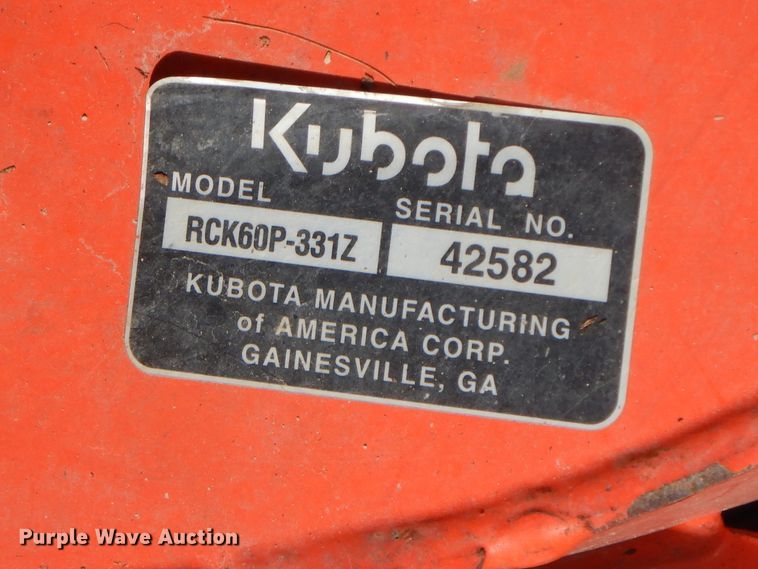 Kubota
MODEL
SERIAL NO.
RCK60P-331Z
42582
KUBOTA MANUFACTURING
of AMERICA CORP.
GAINESVILLE, GA
Purple Wave Auction®